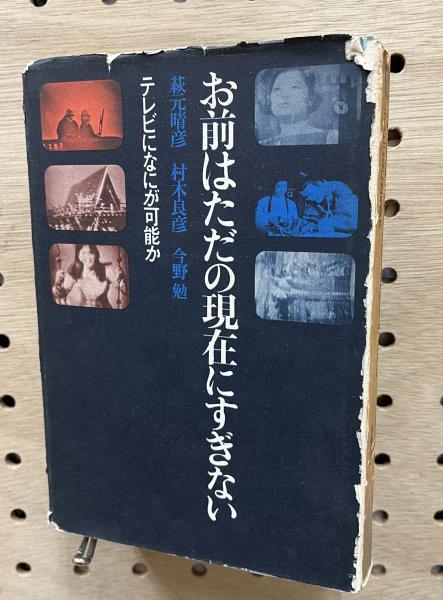 お前はただの現在にすぎない
萩元晴彦 村木良彦 今野勉
テレビになにが可能か